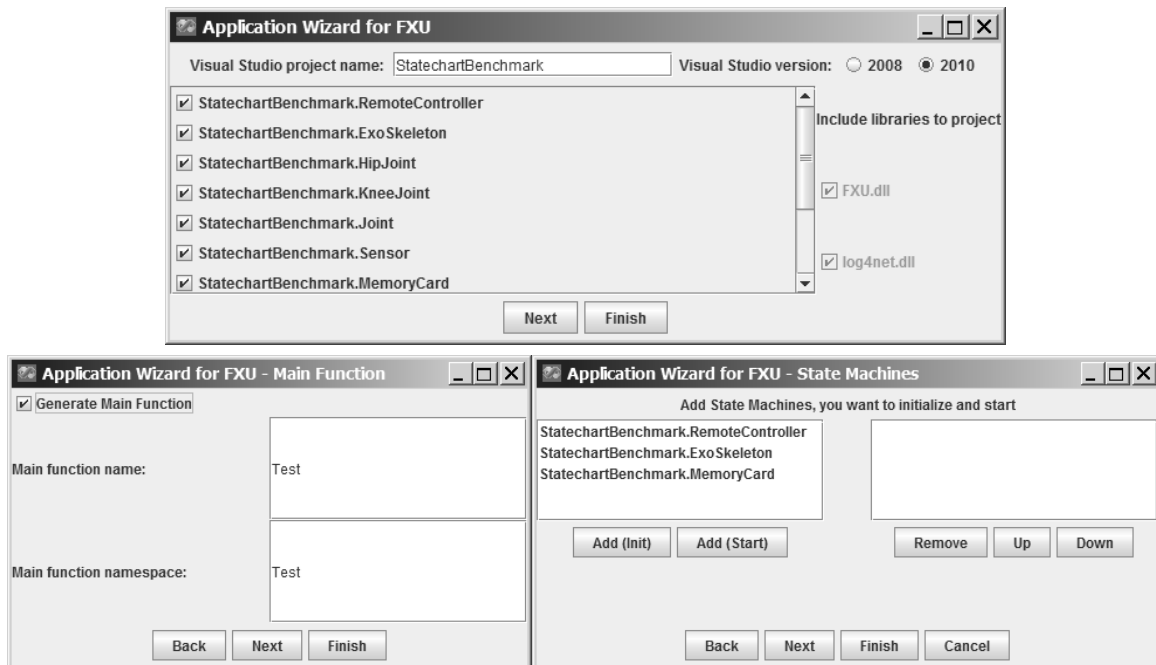 Application Wizard for FXU
Visual Studio project name: StatechartBenchmark Visual Studio version: 2008 2010
StatechartBenchmark.RemoteController
StatechartBenchmark.ExoSkeleton
StatechartBenchmark.HipJoint
StatechartBenchmark.KneeJoint
StatechartBenchmark.Joint
StatechartBenchmark.Sensor
StatechartBenchmark.MemoryCard
Include libraries to project
FXU.dll
log4net.dll
Next Finish
Application Wizard for FXU - Main Function
Generate Main Function
Main function name: Test
Main function namespace: Test
Back Next Finish
Application Wizard for FXU - State Machines
Add State Machines, you want to initialize and start
StatechartBenchmark.RemoteController
StatechartBenchmark.ExoSkeleton
StatechartBenchmark.MemoryCard
Add (Init) Add (Start) Remove Up Down
Back Next Finish Cancel